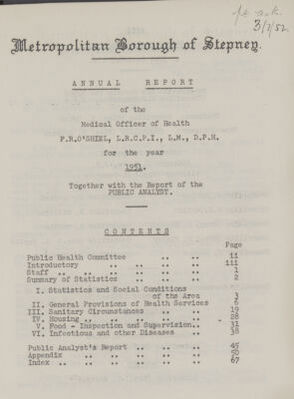 3/7/52.
Metropolitan Borough of Stepney.
ANNUAL REPORT
of the
Medical Officer of Health
F.R.O'SHIEL, L.R.C.P.I., L.M., D.P.H.
for the year
1951.
Together with the Report of the
PUBLIC ANALYST.
CONTENTS
Page
Public Health Committee .. .. ii
Introductory .. .. .. .. iii
Staff .. .. .. .. .. .. 1
Summary of Statistics .. .. .. 2
I. Statistics and Social Conditions
of the Area 3
II. General Provisions of Health Services 6
III. Sanitary Circumstances .. .. 19
IV. Housing .. .. .. .. .. 28
V. Food - Inspection and Supervision.. 31
VI. Infectious and other Diseases .. 38
Public Analyst's Report .. .. .. 45
Appendix .. .. .. .. .. 50
Index .. .. .. .. .. .. 67